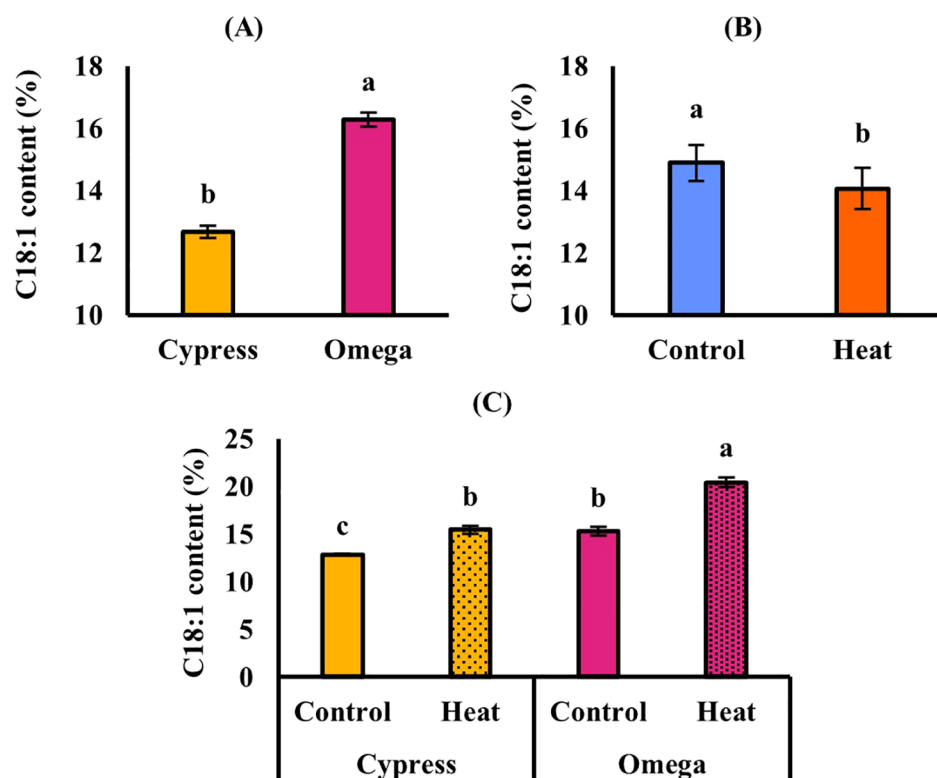 (A)
C18:1 content (%)
18
16
14
12
10
b
a
Cypress Omega
(B)
C18:1 content (%)
18
16
14
12
10
a
b
Control Heat
(C)
C18:1 content (%)
25
20
15
10
5
0
c
b
b
a
Control Heat Control Heat
Cypress Omega